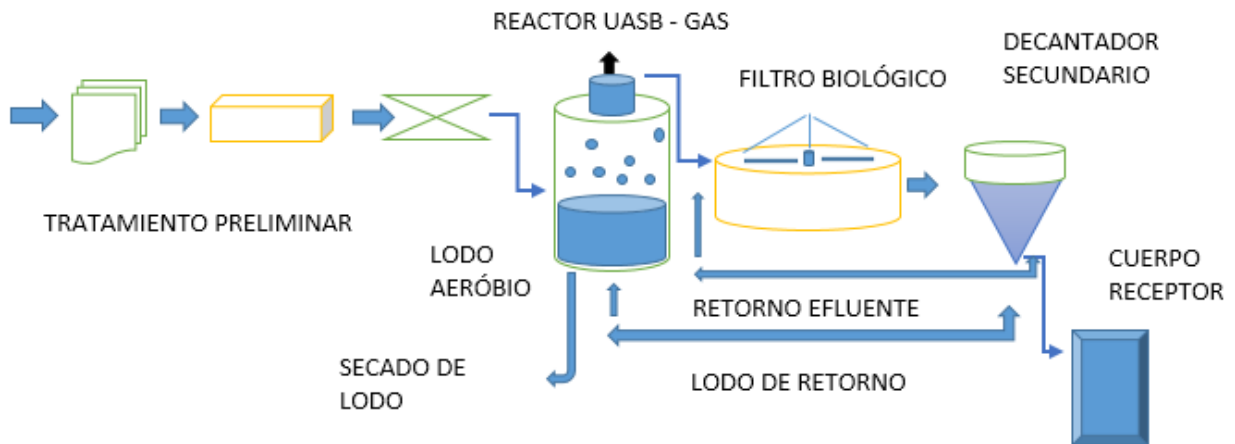 REACTOR UASB - GAS
DECANTADOR
SECUNDARIO
FILTRO BIOLÓGICO
TRATAMIENTO PRELIMINAR
LODO
AERÓBIO
CUERPO
RECEPTOR
RETORNO EFLUENTE
SECADO DE
LODO
LODO DE RETORNO